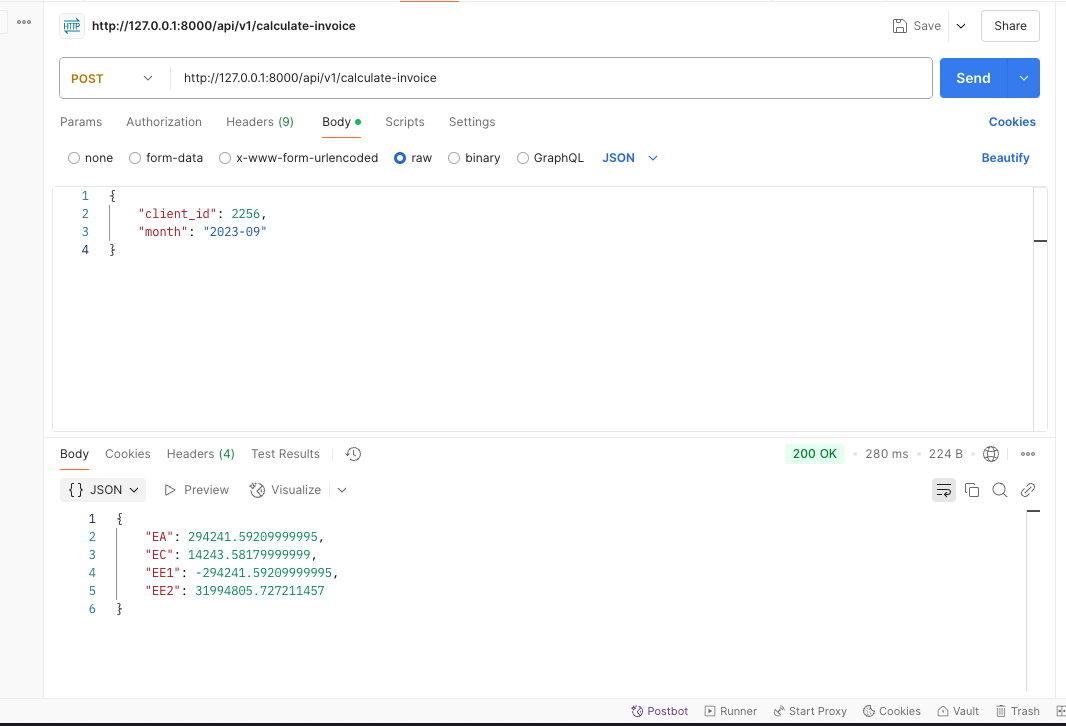 http://127.0.0.1:8000/api/v1/calculate-invoice
Save
Share
POST
http://127.0.0.1:8000/api/v1/calculate-invoice
Send
Params Authorization Headers (9) Body Scripts Settings Cookies
none form-data x-www-form-urlencoded raw binary GraphQL JSON Beautify
1 {
2 "client_id": 2256,
3 "month": "2023-09"
4 }
Body Cookies Headers (4) Test Results 200 OK 280 ms 224 B
{} JSON Preview Visualize
1 {
2 "EA": 294241.59209999995,
3 "EC": 14243.58179999999,
4 "EE1": -294241.59209999995,
5 "EE2": 31994805.727211457
6 }
Postbot Runner Start Proxy Cookies Vault Trash